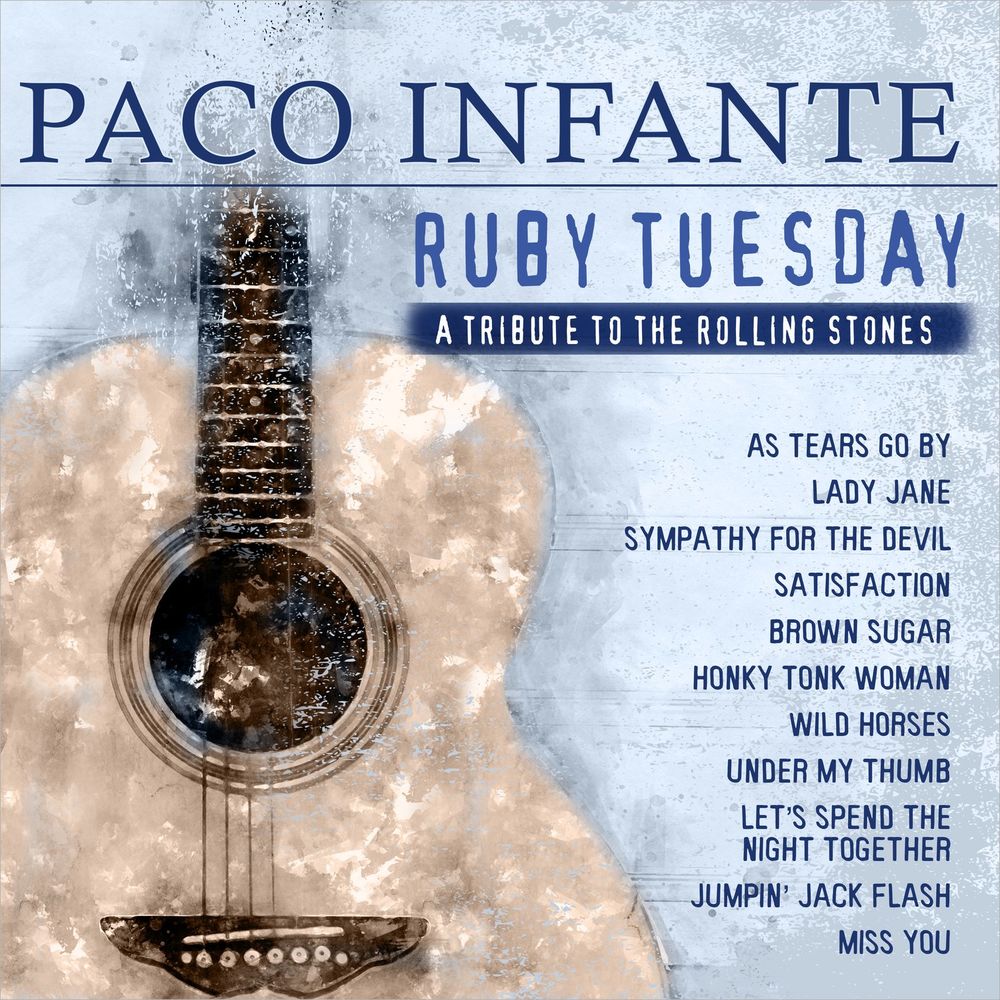 PACO INFANTE
RUBY TUESDAY
A TRIBUTE TO THE ROLLING STONES
AS TEARS GO BY
LADY JANE
SYMPATHY FOR THE DEVIL
SATISFACTION
BROWN SUGAR
HONKY TONK WOMAN
WILD HORSES
UNDER MY THUMB
LET'S SPEND THE
NIGHT TOGETHER
JUMPIN' JACK FLASH
MISS YOU